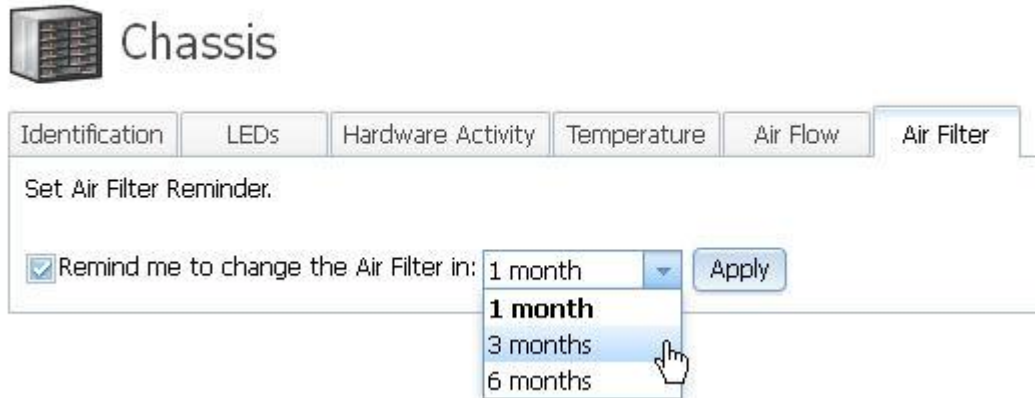 Chassis
Identification LEDs Hardware Activity Temperature Air Flow Air Filter
Set Air Filter Reminder.
Remind me to change the Air Filter in: 1 month Apply
1 month
3 months
6 months